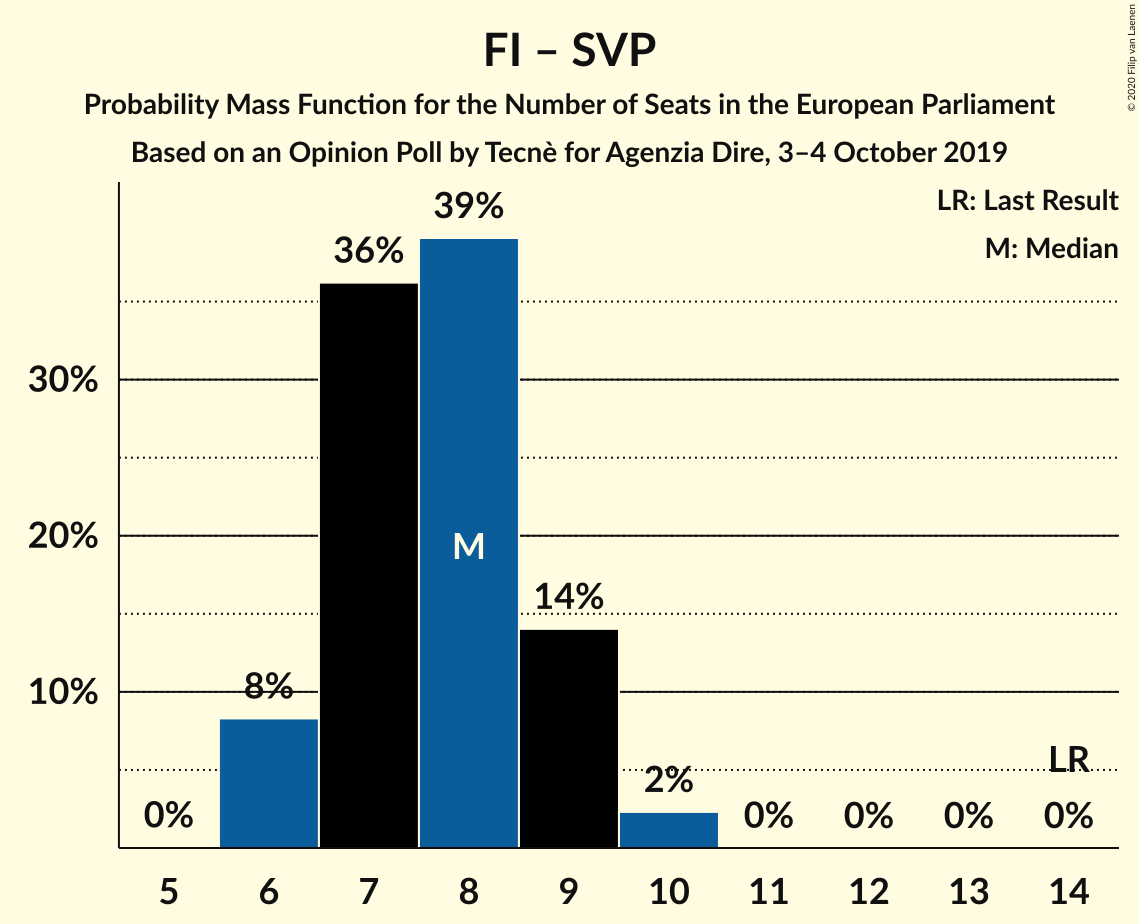 FI – SVP
Probability Mass Function for the Number of Seats in the European Parliament
Based on an Opinion Poll by Tecnè for Agenzia Dire, 3–4 October 2019
© 2020 Filip van Laenen
LR: Last Result
M: Median
39%
36%
30%
20%
M
14%
10%
8%
LR
2%
0%
0%
0%
0%
0%
5 6 7 8 9 10 11 12 13 14